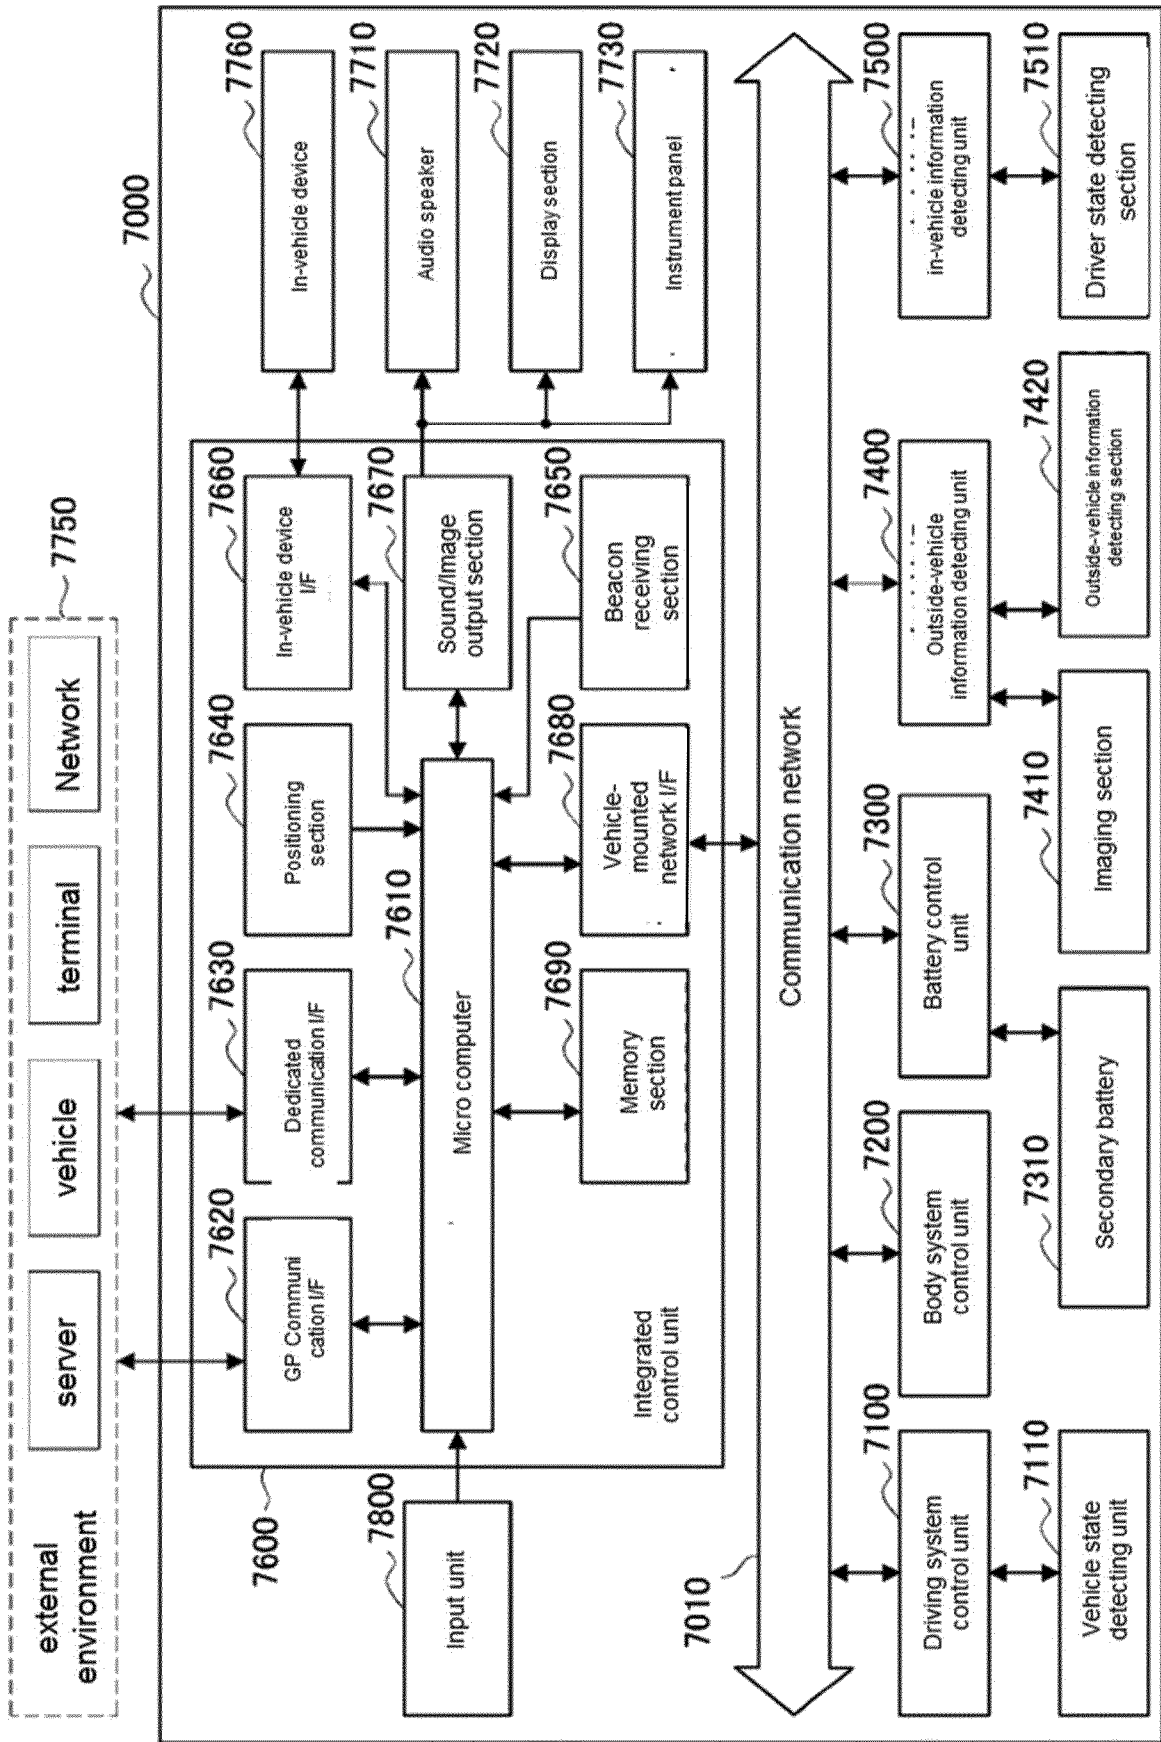 external
environment
server
vehicle
terminal
Network
7750
7000
7600
7620
GP Communi
cation I/F
7630
Dedicated
communication I/F
7640
Positioning
section
7660
In-vehicle device
I/F
7760
In-vehicle device
7800
Input unit
7610
Micro computer
7670
Sound/Image
output section
7710
Audio speaker
7720
Display section
7730
Instrument panel
Integrated
control unit
7690
Memory
section
7680
Vehicle-
mounted
network I/F
7650
Beacon
receiving
section
7010
Communication network
7100
Driving system
control unit
7200
Body system
control unit
7300
Battery control
unit
7400
Outside-vehicle
information detecting unit
7500
in-vehicle information
detecting unit
7110
Vehicle state
detecting unit
7310
Secondary battery
7410
Imaging section
7420
Outside-vehicle information
detecting section
7510
Driver state detecting
section